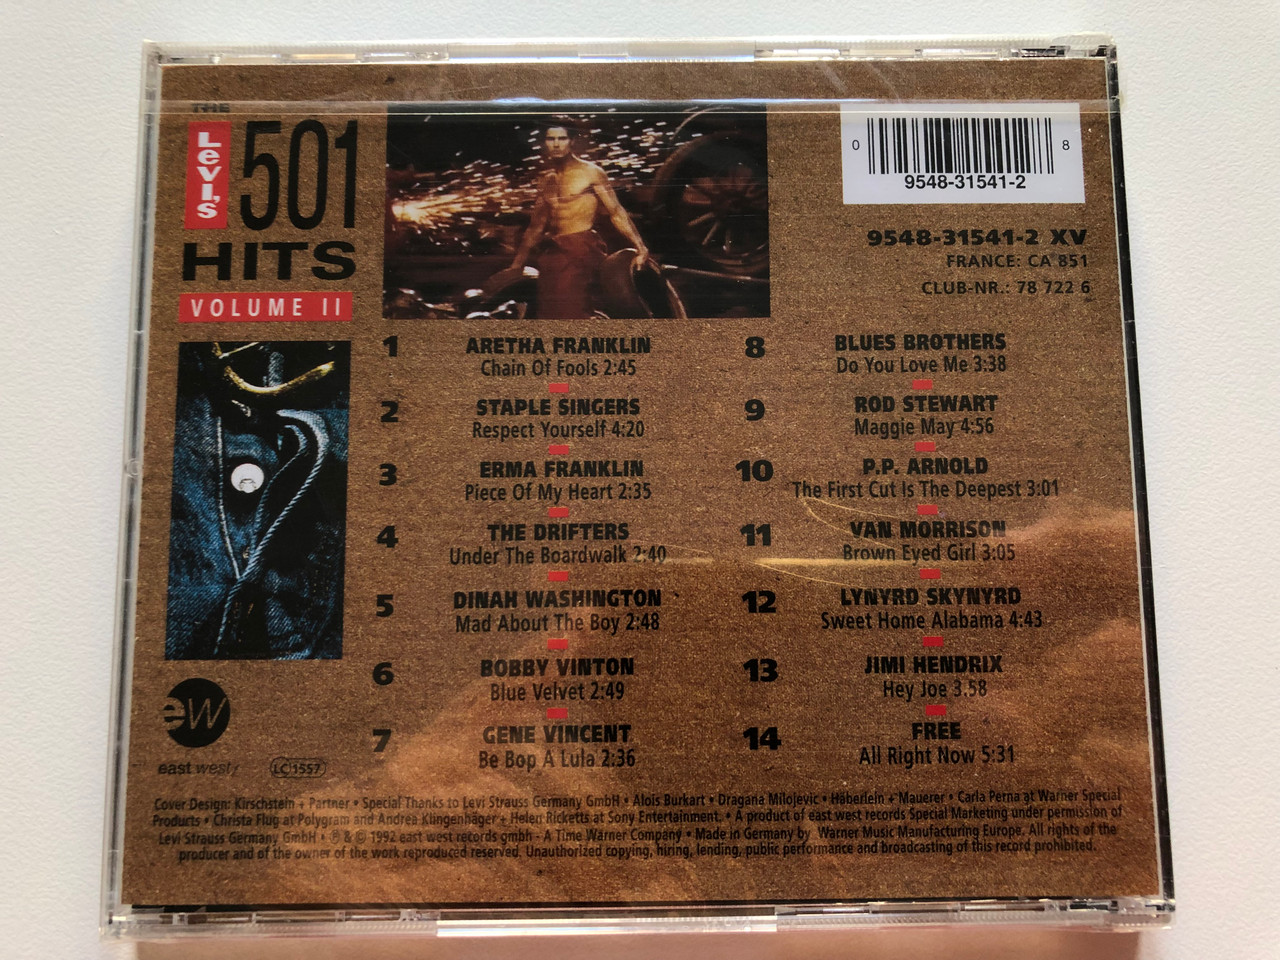 THE
Levi's
501
HITS
VOLUME II
0 8
9548-31541-2
9548-31541-2 XV
FRANCE: CA 851
CLUB-NR.: 78 722 6
1 ARETHA FRANKLIN
Chain Of Fools 2:45
2 STAPLE SINGERS
Respect Yourself 4:20
3 ERMA FRANKLIN
Piece Of My Heart 2:35
4 THE DRIFTERS
Under The Boardwalk 2:40
5 DINAH WASHINGTON
Mad About The Boy 2:48
6 BOBBY VINTON
Blue Velvet 2:49
7 GENE VINCENT
Be Bop A Lula 2:36
8 BLUES BROTHERS
Do You Love Me 3:38
9 ROD STEWART
Maggie May 4:56
10 P.P. ARNOLD
The First Cut Is The Deepest 3:01
11 VAN MORRISON
Brown Eyed Girl 3:05
12 LYNYRD SKYNYRD
Sweet Home Alabama 4:43
13 JIMI HENDRIX
Hey Joe 3.58
14 FREE
All Right Now 5:31
ew
east west
LC 1557
Cover Design: Kirschstein + Partner • Special Thanks to Levi Strauss Germany GmbH • Alois Burkart • Dragana Milojevic • Häberlein + Mauerer • Carla Perna at Warner Special
Products • Christa Flug at Polygram and Andrea Klingenhäger + Helen Ricketts at Sony Entertainment. • A product of east west records Special Marketing under permission of
Levi Strauss Germany GmbH • ℗ & © 1992 east west records gmbh - A Time Warner Company • Made in Germany by Warner Music Manufacturing Europe. All rights of the
producer and of the owner of the work reproduced reserved. Unauthorized copying, hiring, lending, public performance and broadcasting of this record prohibited.